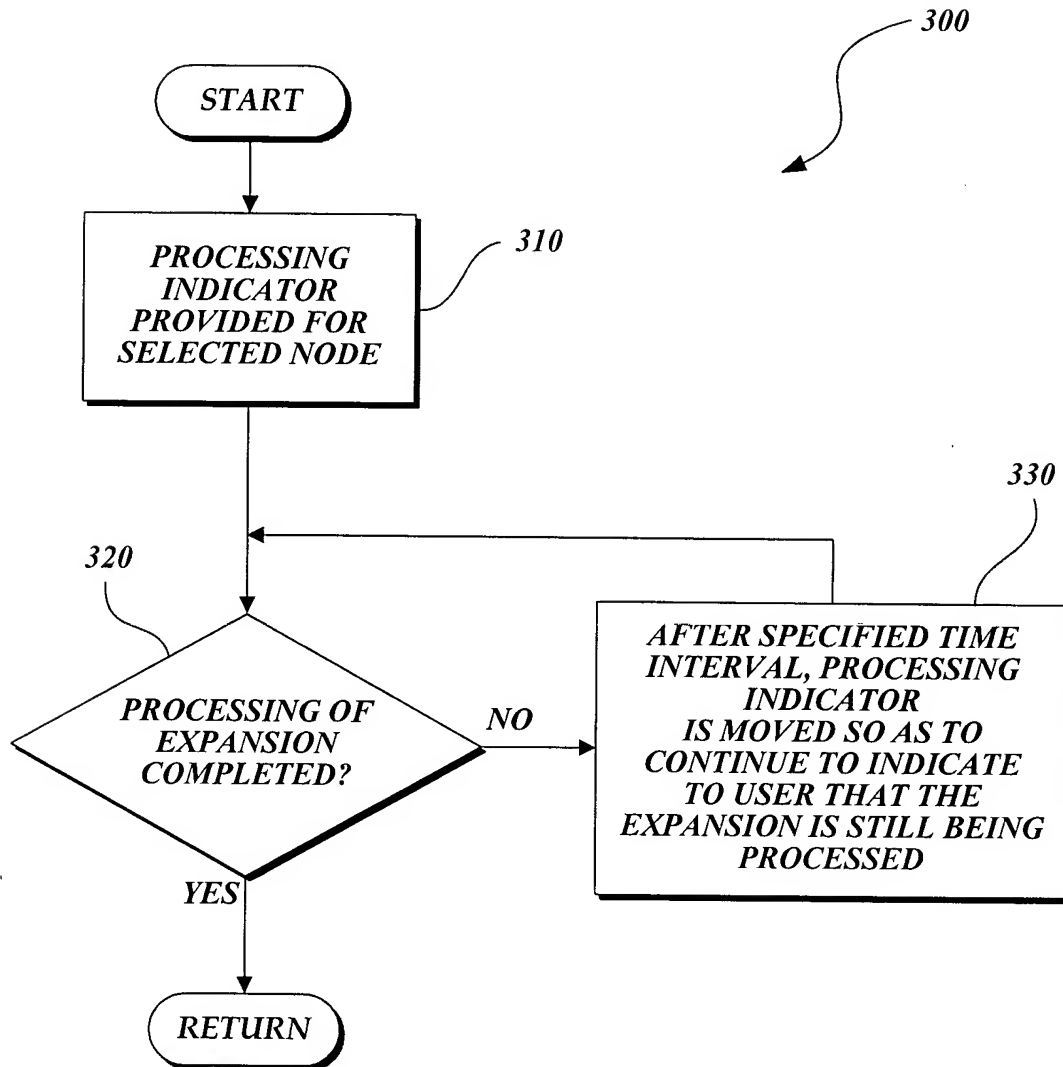 300
START
310
PROCESSING
INDICATOR
PROVIDED FOR
SELECTED NODE
330
320
PROCESSING OF
EXPANSION
COMPLETED?
NO
AFTER SPECIFIED TIME
INTERVAL, PROCESSING
INDICATOR
IS MOVED SO AS TO
CONTINUE TO INDICATE
TO USER THAT THE
EXPANSION IS STILL BEING
PROCESSED
YES
RETURN